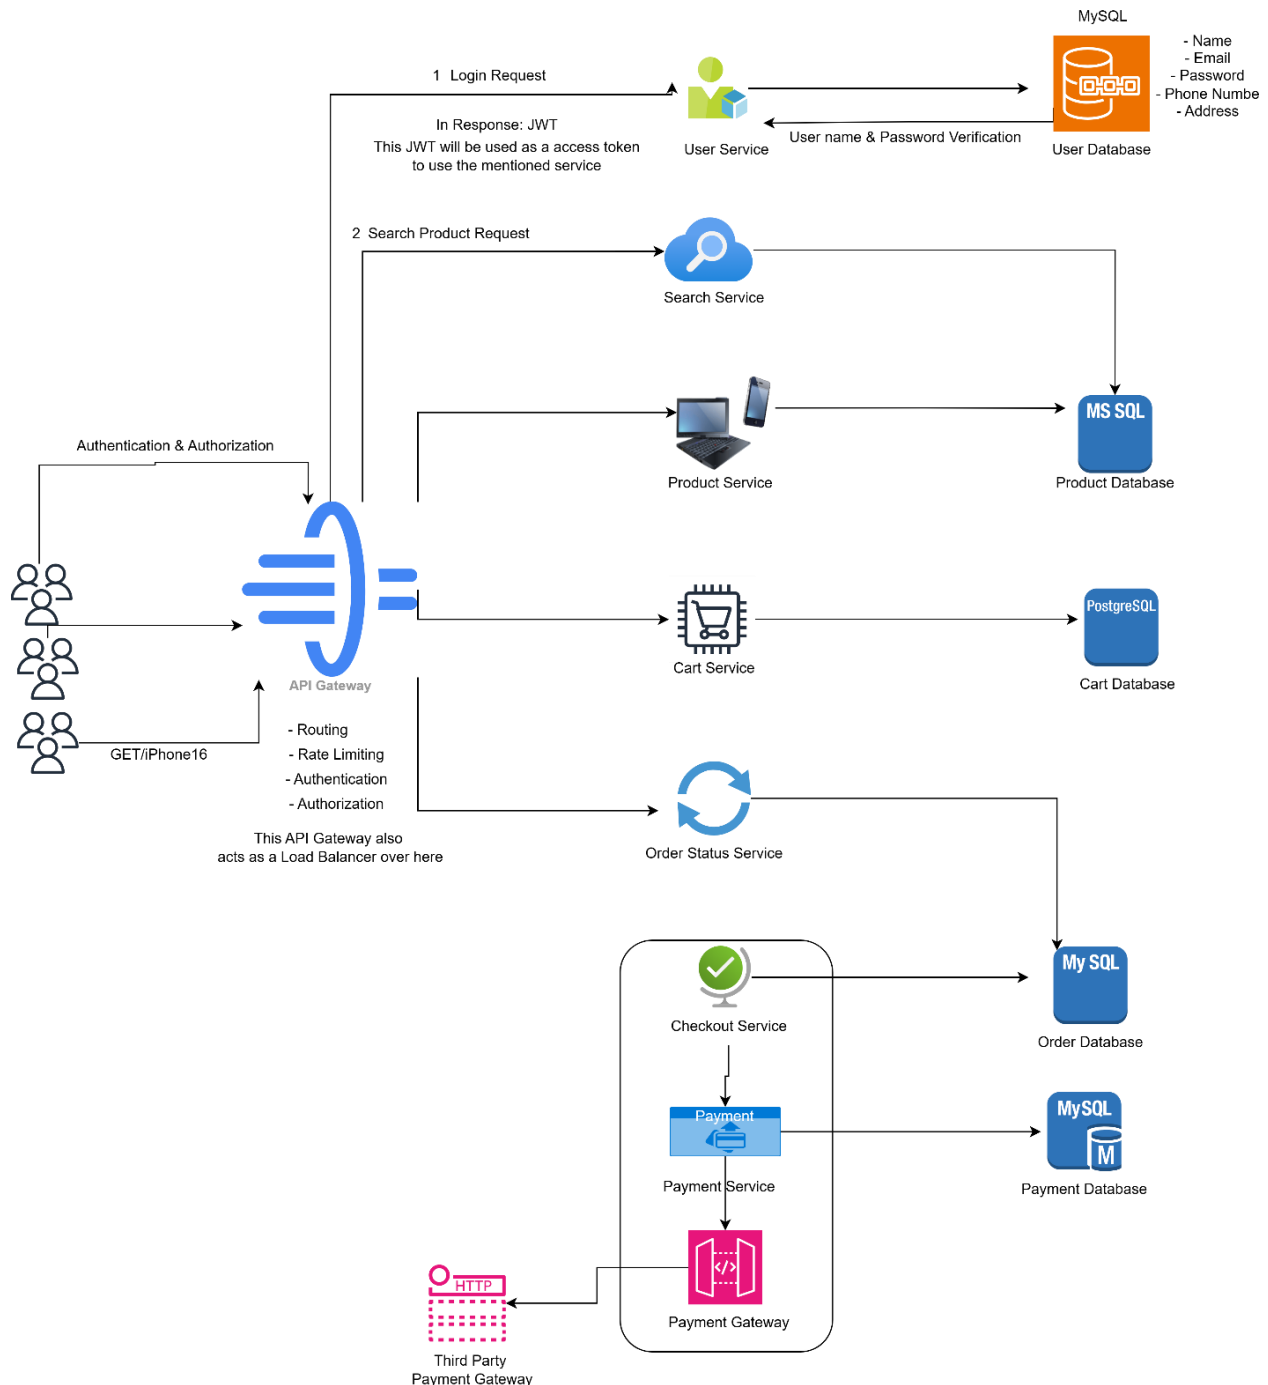 MySQL
- Name
- Email
- Password
- Phone Numbe
- Address
1 Login Request
In Response: JWT
This JWT will be used as a access token
to use the mentioned service
User Service
User name & Password Verification
User Database
2 Search Product Request
Search Service
MS SQL
Product Service
Product Database
Authentication & Authorization
API Gateway
PostgreSQL
Cart Service
Cart Database
GET/iPhone16
- Routing
- Rate Limiting
- Authentication
- Authorization
This API Gateway also
acts as a Load Balancer over here
Order Status Service
My SQL
Checkout Service
Order Database
Payment
MySQL
M
Payment Service
Payment Database
</>
HTTP
Payment Gateway
Third Party
Payment Gateway